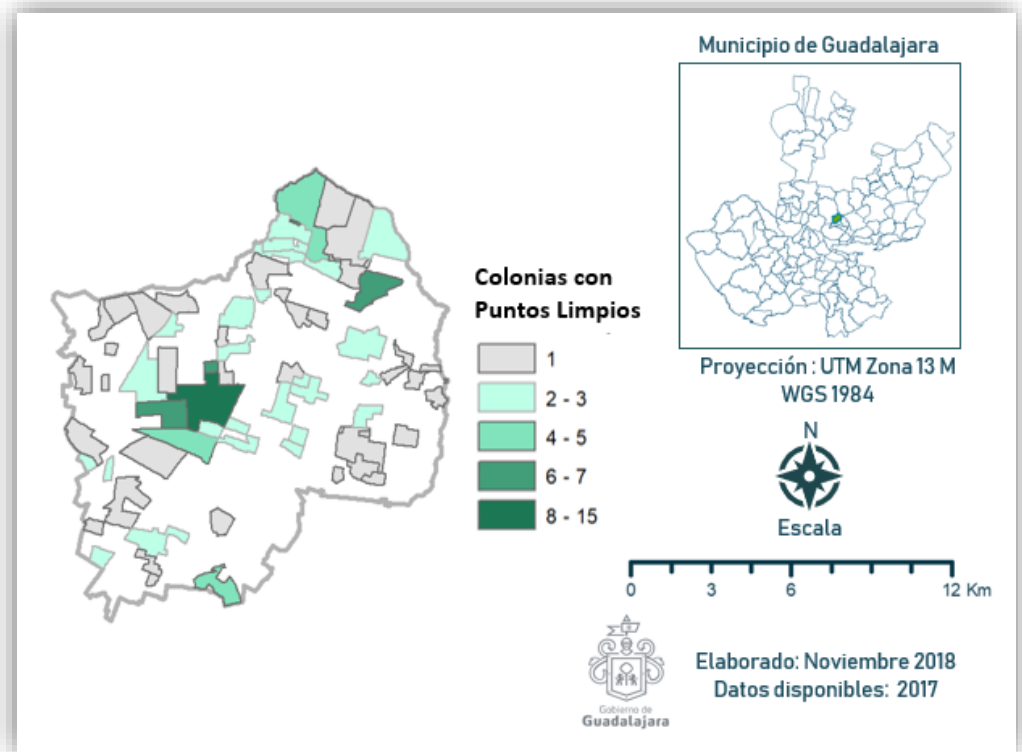 Municipio de Guadalajara
Colonias con
Puntos Limpios
1
2 - 3
4 - 5
6 - 7
8 - 15
Proyección : UTM Zona 13 M
WGS 1984
N
Escala
0 3 6 12 Km
Gobierno de
Guadalajara
Elaborado: Noviembre 2018
Datos disponibles: 2017